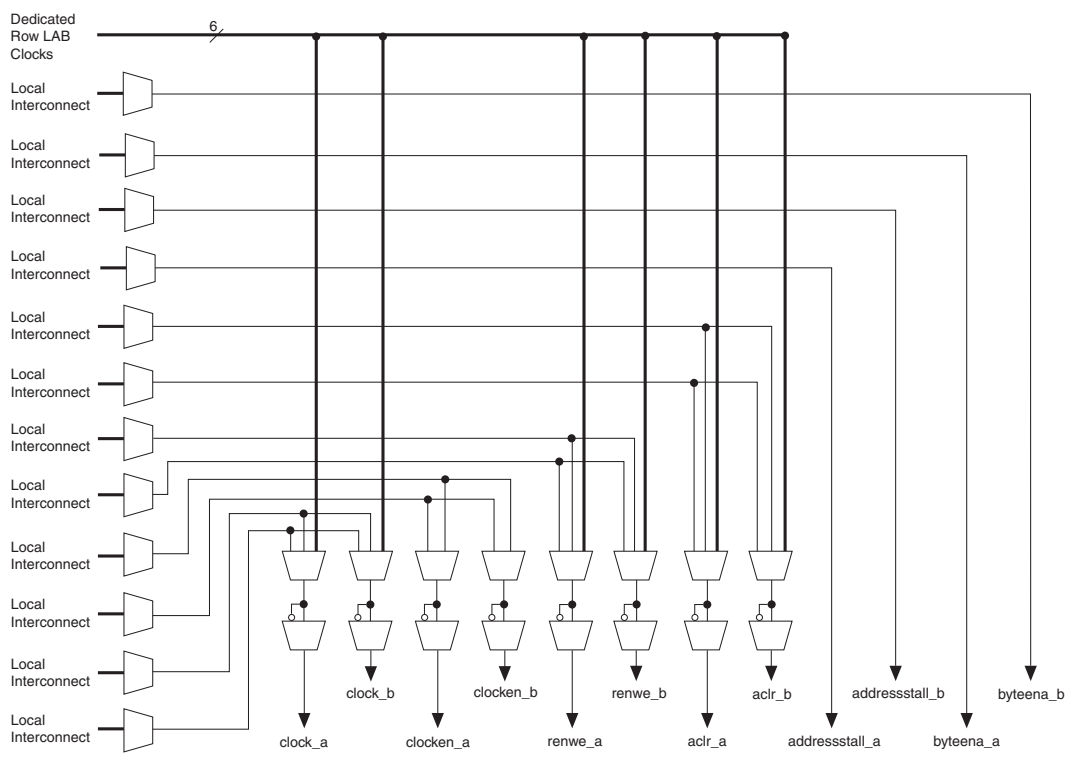 Dedicated
Row LAB
Clocks
6
Local
Interconnect
Local
Interconnect
Local
Interconnect
Local
Interconnect
Local
Interconnect
Local
Interconnect
Local
Interconnect
Local
Interconnect
Local
Interconnect
Local
Interconnect
Local
Interconnect
Local
Interconnect
clock_b
clocken_b
renwe_b
aclr_b
addressstall_b
byteena_b
clock_a
clocken_a
renwe_a
aclr_a
addressstall_a
byteena_a